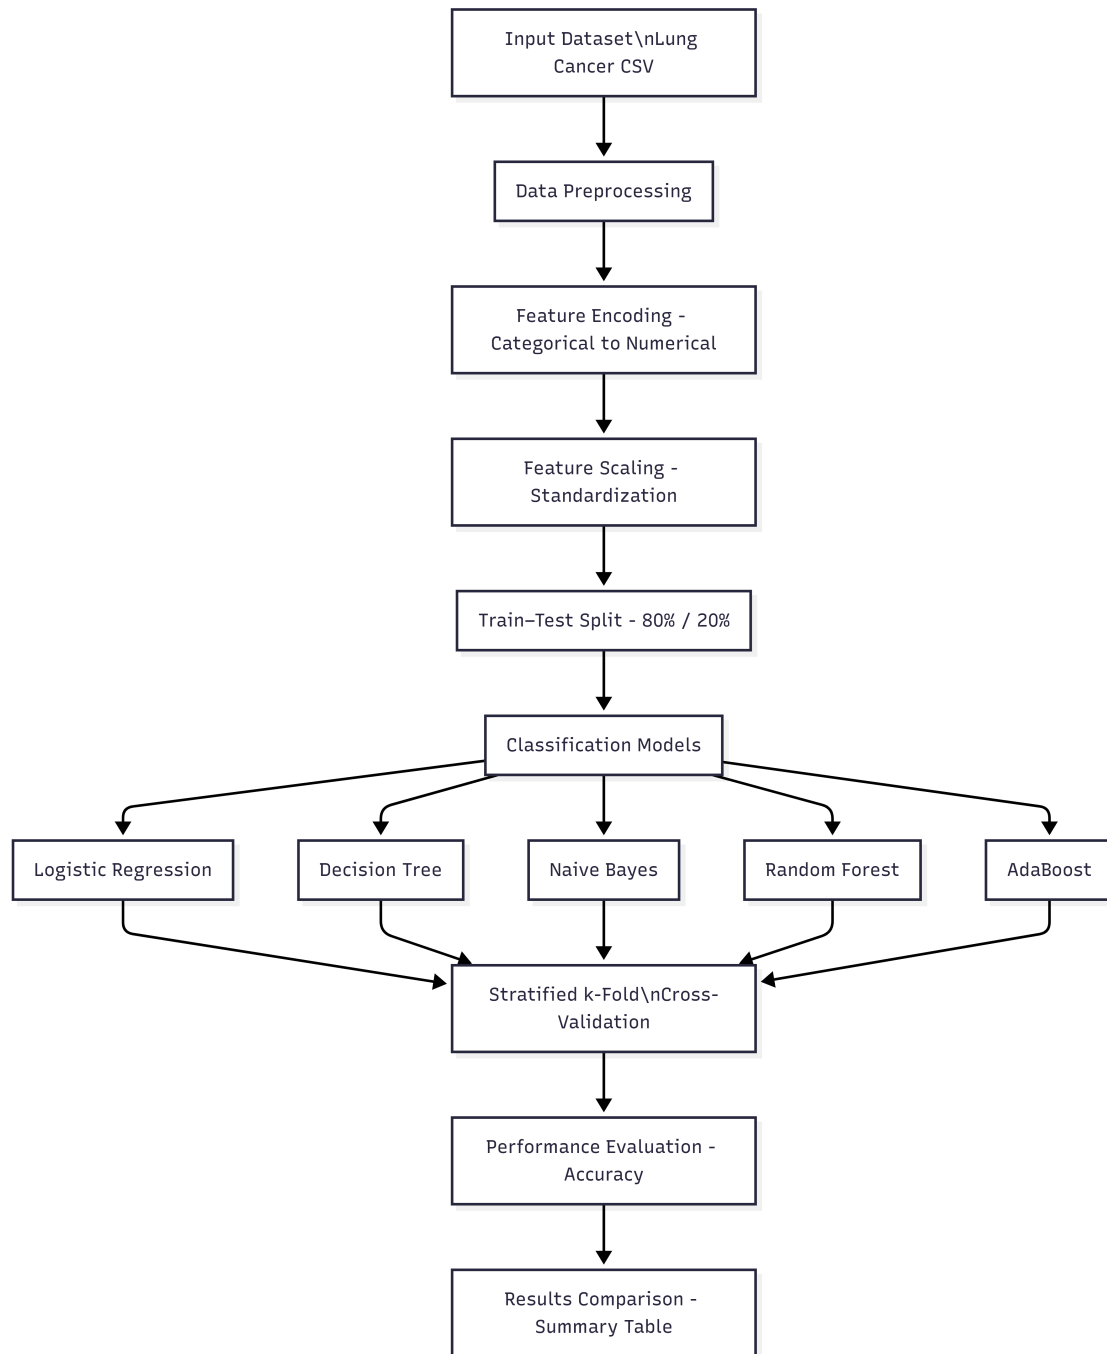 Input Dataset\nLung
Cancer CSV
Data Preprocessing
Feature Encoding -
Categorical to Numerical
Feature Scaling -
Standardization
Train–Test Split - 80% / 20%
Classification Models
Logistic Regression
Decision Tree
Naive Bayes
Random Forest
AdaBoost
Stratified k-Fold\nCross-
Validation
Performance Evaluation -
Accuracy
Results Comparison -
Summary Table